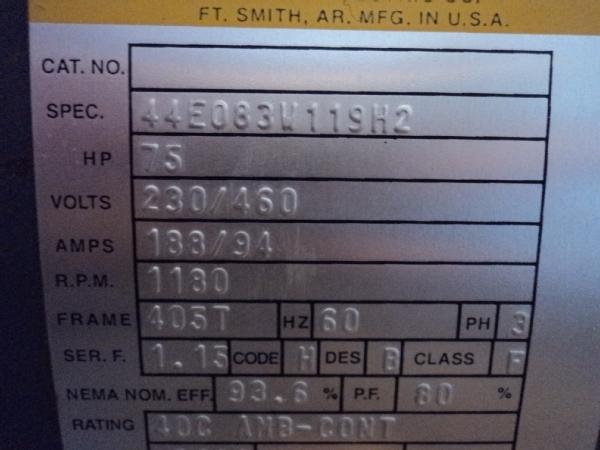 FT. SMITH, AR. MFG. IN U.S.A.
CAT. NO.
SPEC. 44E083W119H2
HP 75
VOLTS 230/460
AMPS 188/94
R.P.M. 1180
FRAME 405T HZ 60 PH 3
SER. F. 1.15 CODE H DES B CLASS F
NEMA NOM. EFF. 93.6 % P.F. 80 %
RATING 40C AMB-CONT